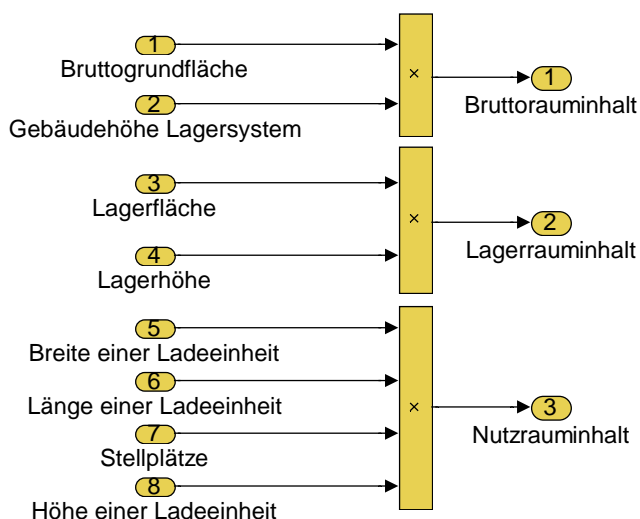 1
Bruttogrundfläche
2
Gebäudehöhe Lagersystem
×
1
Bruttorauminhalt
3
Lagerfläche
4
Lagerhöhe
×
2
Lagerrauminhalt
5
Breite einer Ladeeinheit
6
Länge einer Ladeeinheit
7
Stellplätze
8
Höhe einer Ladeeinheit
×
3
Nutzrauminhalt